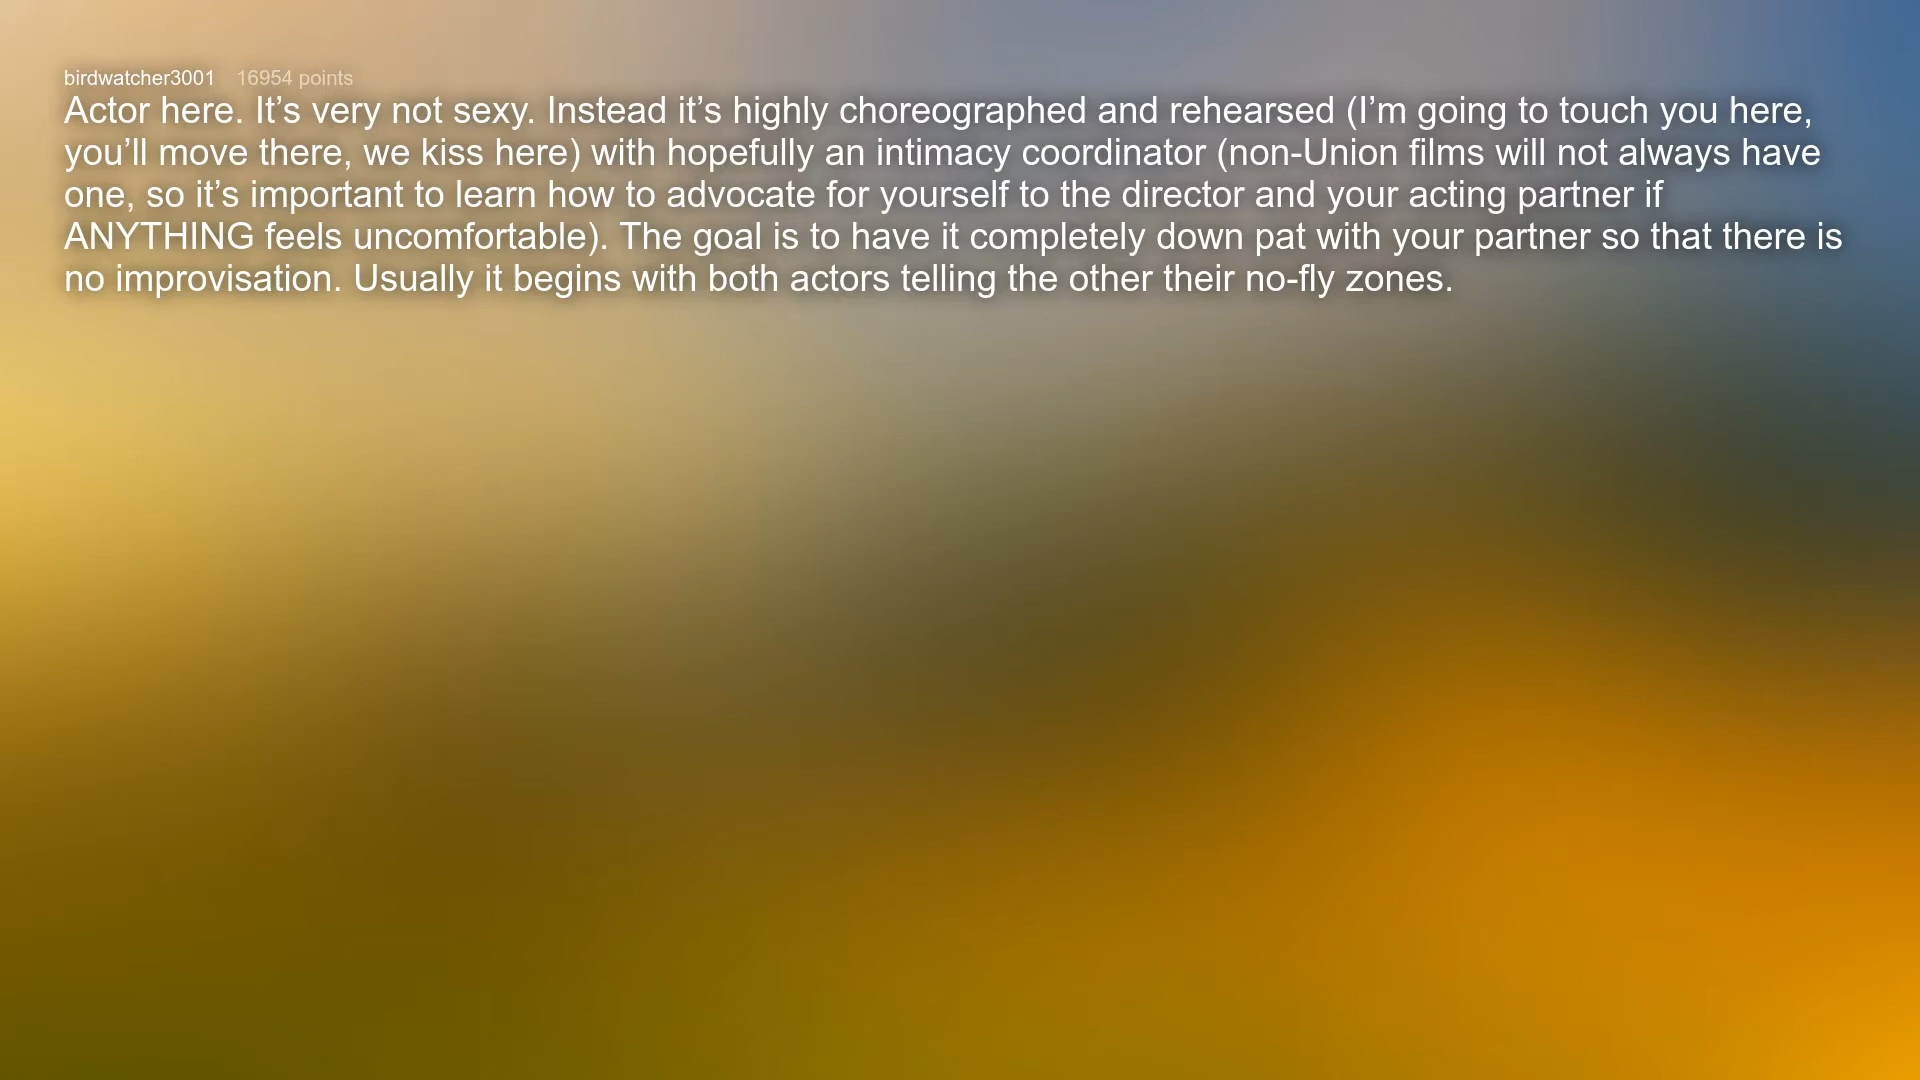 birdwatcher3001 16954 points
Actor here. It’s very not sexy. Instead it’s highly choreographed and rehearsed (I’m going to touch you here,
you’ll move there, we kiss here) with hopefully an intimacy coordinator (non-Union films will not always have
one, so it’s important to learn how to advocate for yourself to the director and your acting partner if
ANYTHING feels uncomfortable). The goal is to have it completely down pat with your partner so that there is
no improvisation. Usually it begins with both actors telling the other their no-fly zones.